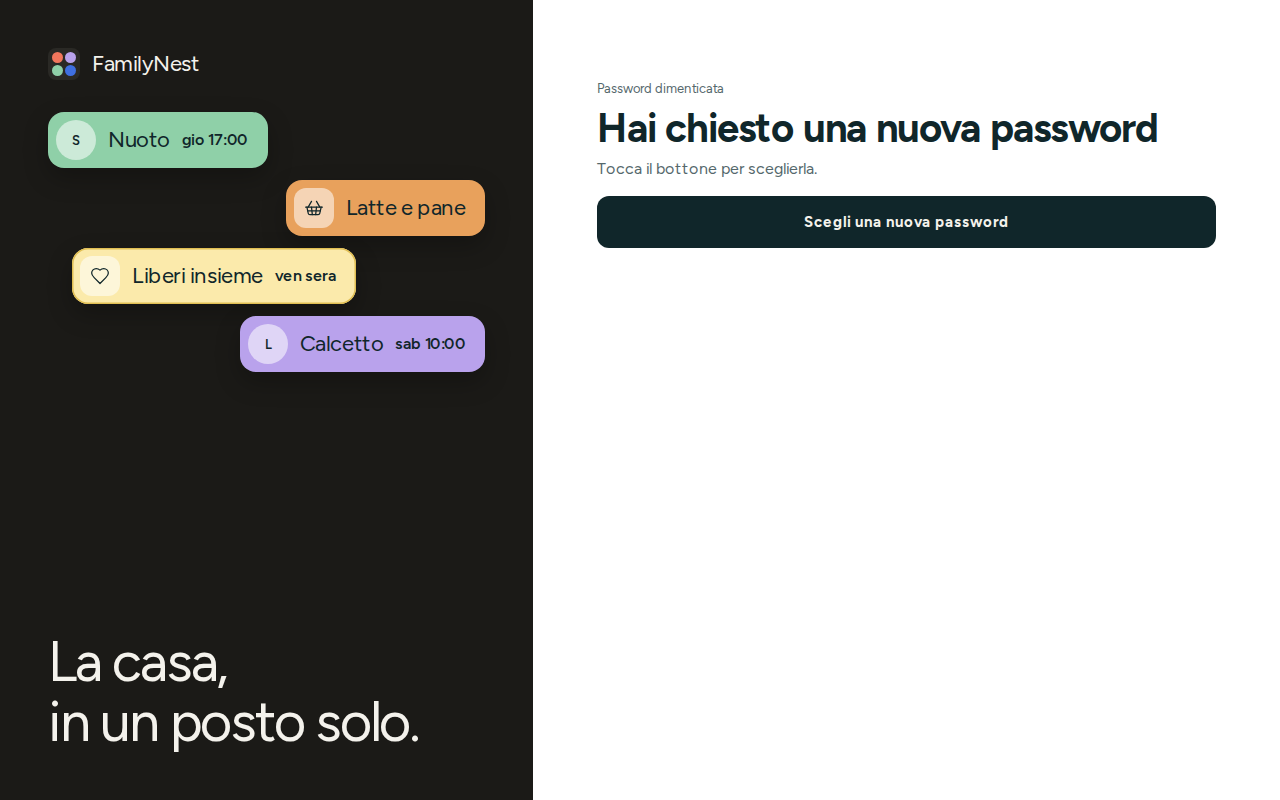 FamilyNest
S Nuoto gio 17:00
Latte e pane
Liberi insieme ven sera
L Calcetto sab 10:00
La casa,
in un posto solo.
Password dimenticata
Hai chiesto una nuova password
Tocca il bottone per sceglierla.
Scegli una nuova password